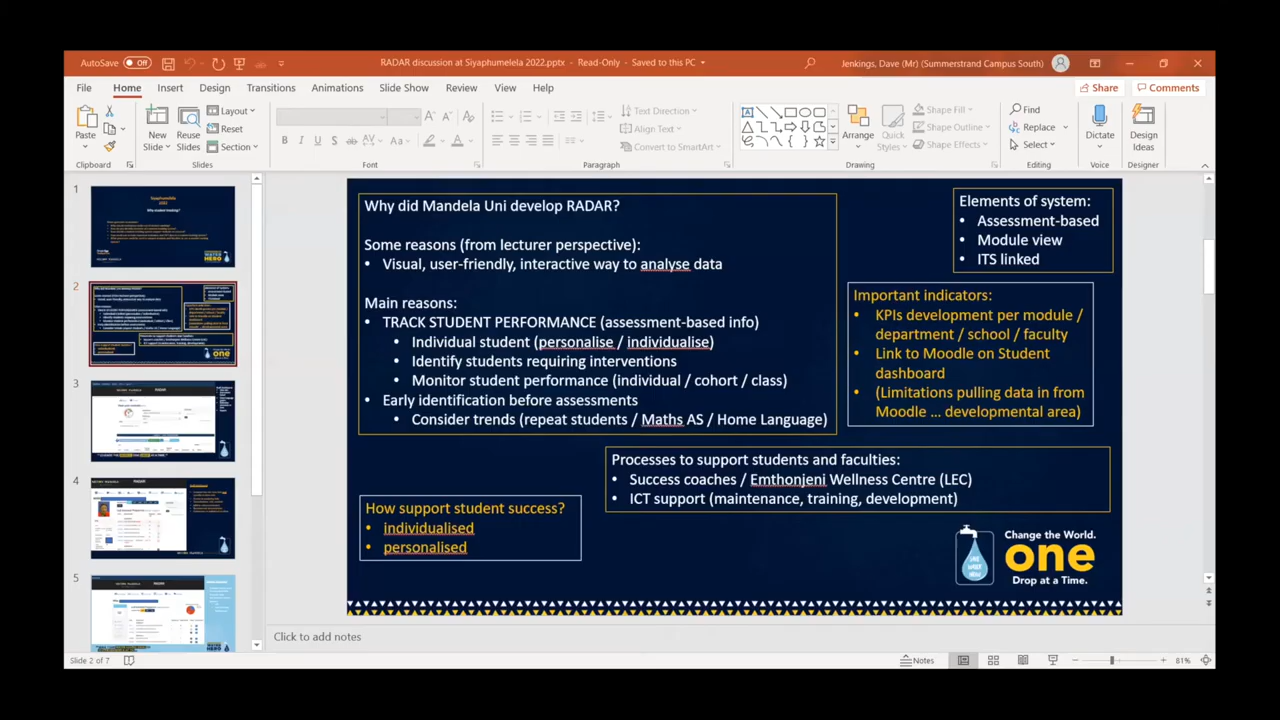 AutoSave Off
RADAR discussion at Siyaphumelela 2022.pptx - Read-Only - Saved to this PC
Jenkings, Dave (Mr) (Summerstrand Campus South)
File Home Insert Design Transitions Animations Slide Show Review View Help
Share Comments
Paste
Clipboard
New Slide
Reuse Slides
Layout
Reset
Section
Slides
B I U S ab AV Aa A
Font
Text Direction
Align Text
Convert to SmartArt
Paragraph
Arrange
Quick Styles
Shape Fill
Shape Outline
Shape Effects
Drawing
Find
Replace
Select
Editing
Dictate
Voice
Design Ideas
Designer
1
2
3
4
5
Why did Mandela Uni develop RADAR?
Some reasons (from lecturer perspective):
• Visual, user-friendly, interactive way to analyse data
Main reasons:
STUDENT PERFORMANCE (assessment-based info)
• Individual student (personalise / individualise)
• Identify students requiring interventions
• Monitor student performance (individual / cohort / class)
• Early identification before assessments
Consider trends (repeat students / Maths AS / Home Language)
Elements of system:
• Assessment-based
• Module view
• ITS linked
Important indicators:
• KPIs development per module /
department / school / faculty
• Link to Moodle on Student
dashboard
• (Limitations pulling data in from
Moodle ... developmental area)
Processes to support students and faculties:
• Success coaches / Emthonjeni Wellness Centre (LEC)
• ICT support (maintenance, training, development)
How support student success?
• individualised
• personalised
Change the World.
one
Drop at a Time.
Click to add notes
Slide 2 of 7
Notes
81%